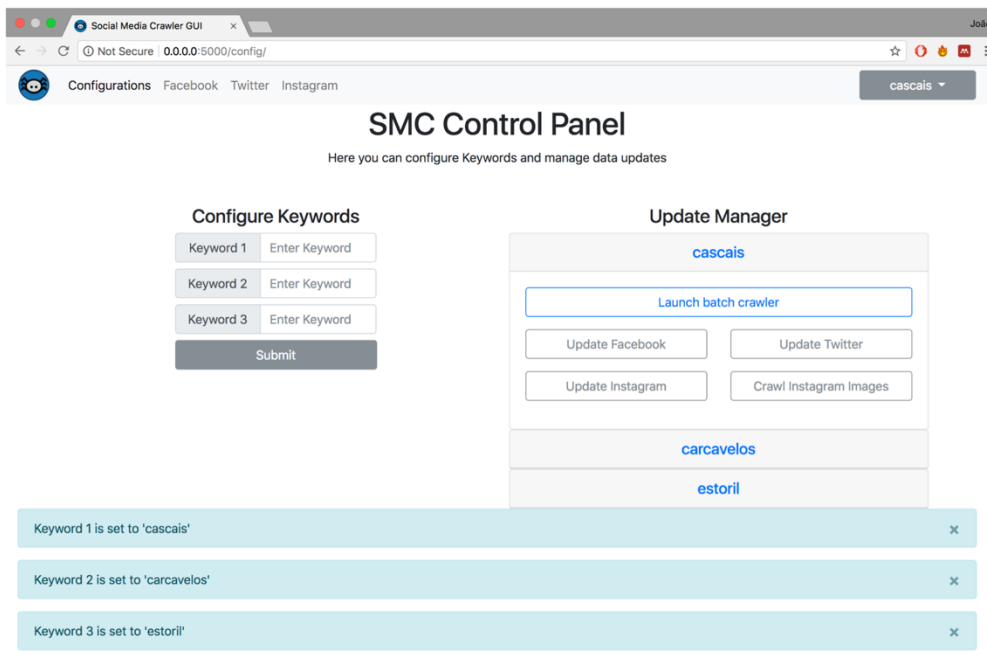 Social Media Crawler GUI
Not Secure 0.0.0.0:5000/config/
Configurations Facebook Twitter Instagram cascais
SMC Control Panel
Here you can configure Keywords and manage data updates
Configure Keywords
Keyword 1 Enter Keyword
Keyword 2 Enter Keyword
Keyword 3 Enter Keyword
Submit
Update Manager
cascais
Launch batch crawler
Update Facebook Update Twitter
Update Instagram Crawl Instagram Images
carcavelos
estoril
Keyword 1 is set to 'cascais' ×
Keyword 2 is set to 'carcavelos' ×
Keyword 3 is set to 'estoril' ×